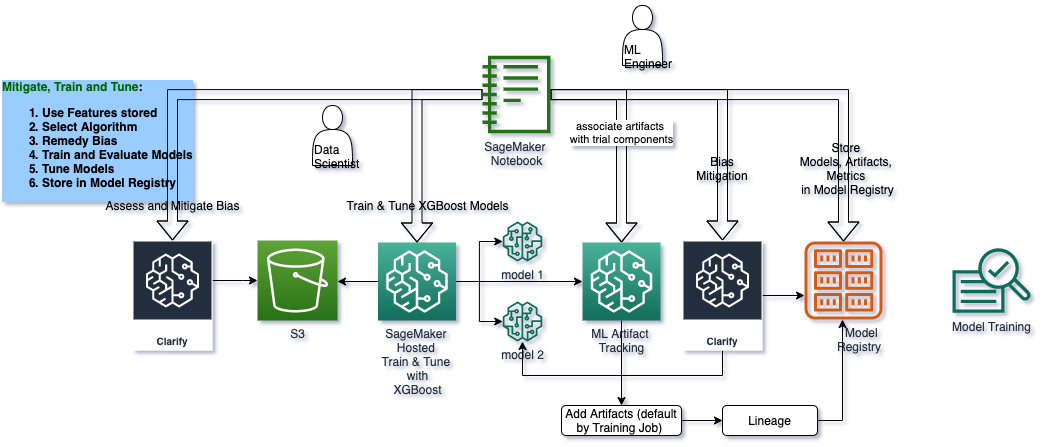 ML
Engineer
Mitigate, Train and Tune:
1. Use Features stored
2. Select Algorithm
3. Remedy Bias
4. Train and Evaluate Models
5. Tune Models
6. Store in Model Registry
Data
Scientist
SageMaker
Notebook
associate artifacts
with trial components
Bias
Mitigation
Store
Models, Artifacts,
Metrics
in Model Registry
Assess and Mitigate Bias
Train & Tune XGBoost Models
Clarify
S3
SageMaker
Hosted
Train & Tune
with
XGBoost
model 1
model 2
ML Artifact
Tracking
Clarify
Model
Registry
Model Training
Add Artifacts (default
by Training Job)
Lineage